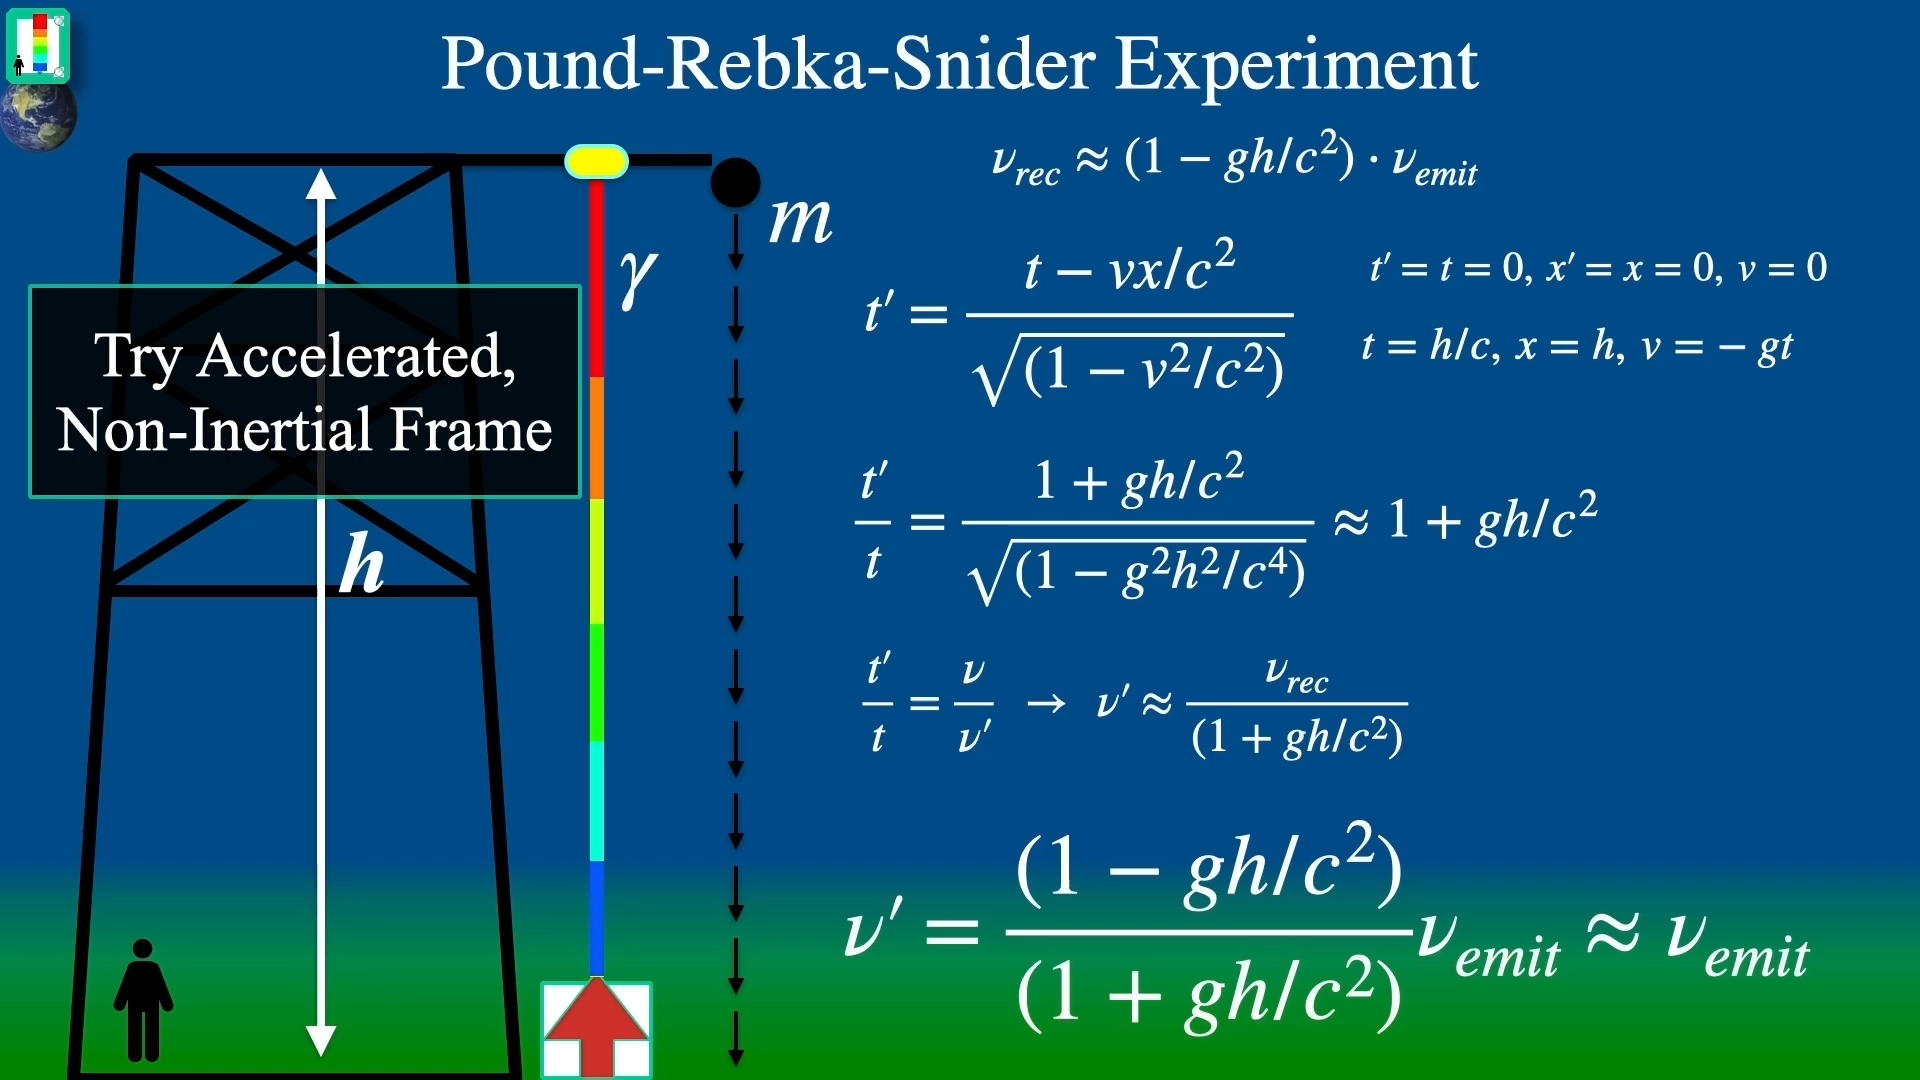 Pound-Rebka-Snider Experiment
ν_rec ≈ (1 − gh/c²) · ν_emit
m
γ
t′ = (t − vx/c²) / √(1 − v²/c²)
t′ = t = 0, x′ = x = 0, v = 0
t = h/c, x = h, v = − gt
Try Accelerated,
Non-Inertial Frame
t′/t = (1 + gh/c²) / √(1 − g²h²/c⁴) ≈ 1 + gh/c²
h
t′/t = ν/ν′ → ν′ ≈ ν_rec / (1 + gh/c²)
ν′ = (1 − gh/c²) / (1 + gh/c²) ν_emit ≈ ν_emit